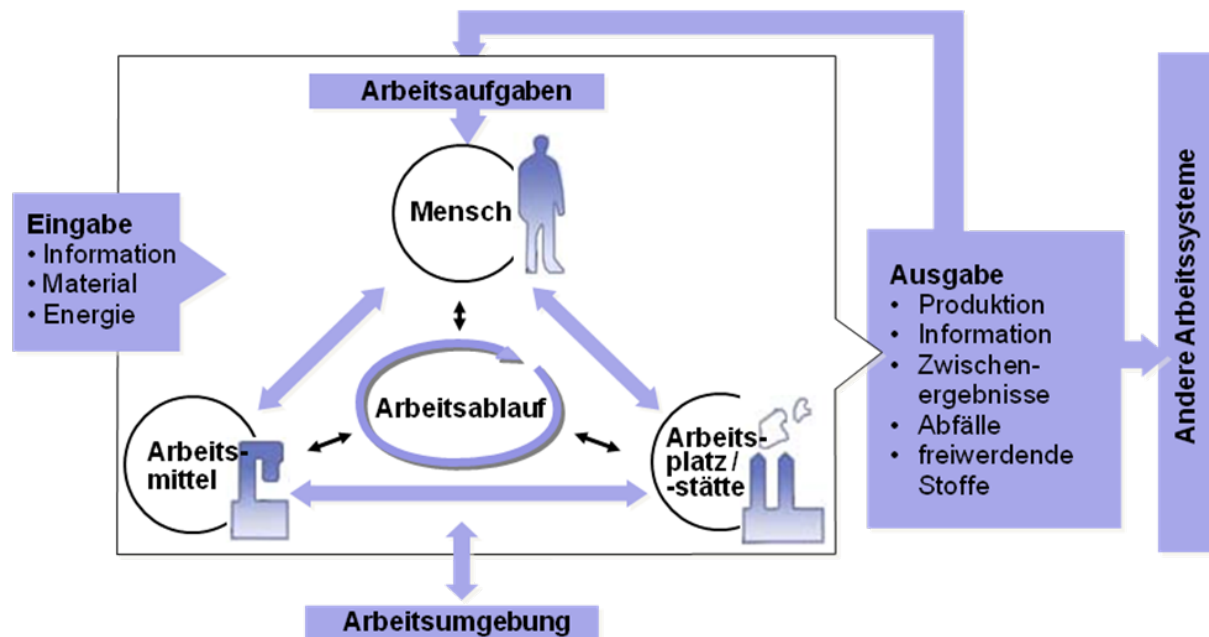 Arbeitsaufgaben
Mensch
Eingabe
• Information
• Material
• Energie
Arbeitsablauf
Arbeits-
mittel
Arbeits-
platz /
-stätte
Arbeitsumgebung
Ausgabe
• Produktion
• Information
• Zwischen-
ergebnisse
• Abfälle
• freiwerdende
Stoffe
Andere Arbeitssysteme